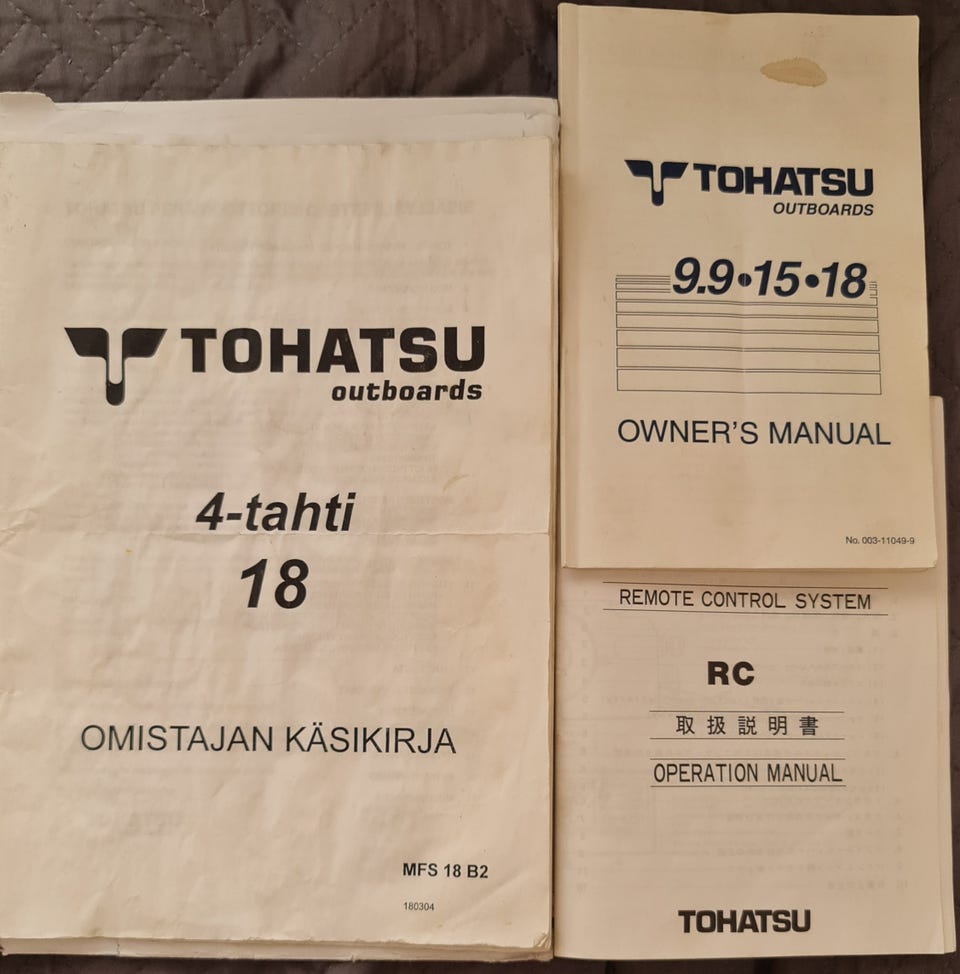 TOHATSU
outboards
4-tahti
18
OMISTAJAN KÄSIKIRJA
MFS 18 B2
180304
TOHATSU
OUTBOARDS
9.9•15•18
OWNER'S MANUAL
No. 003-11049-9
REMOTE CONTROL SYSTEM
RC
取扱説明書
OPERATION MANUAL
TOHATSU